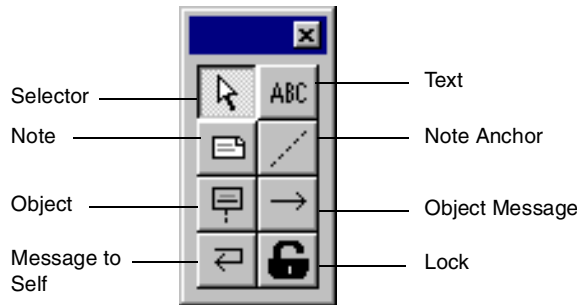 Selector
Text
ABC
Note
Note Anchor
Object
Object Message
Message to
Self
Lock